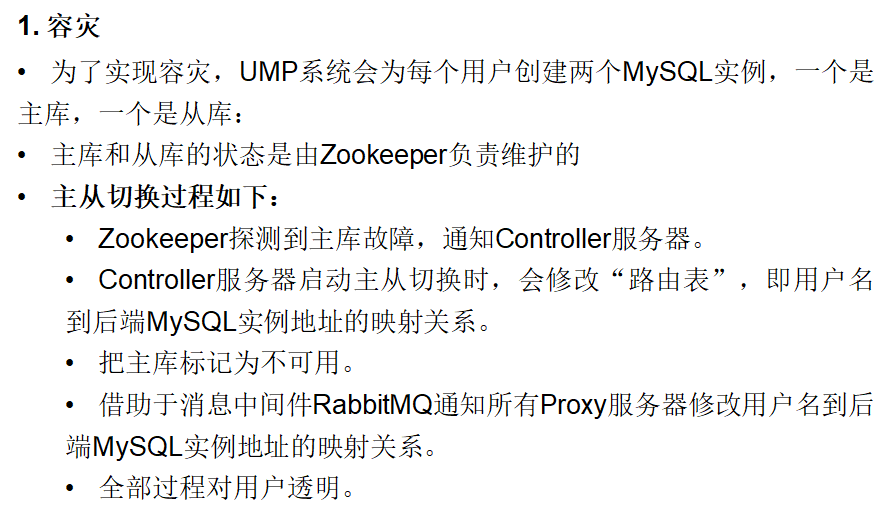 1. 容灾
• 为了实现容灾，UMP系统会为每个用户创建两个MySQL实例，一个是
主库，一个是从库：
• 主库和从库的状态是由Zookeeper负责维护的
• 主从切换过程如下：
• Zookeeper探测到主库故障，通知Controller服务器。
• Controller服务器启动主从切换时，会修改“路由表”，即用户名
到后端MySQL实例地址的映射关系。
• 把主库标记为不可用。
• 借助于消息中间件RabbitMQ通知所有Proxy服务器修改用户名到后
端MySQL实例地址的映射关系。
• 全部过程对用户透明。